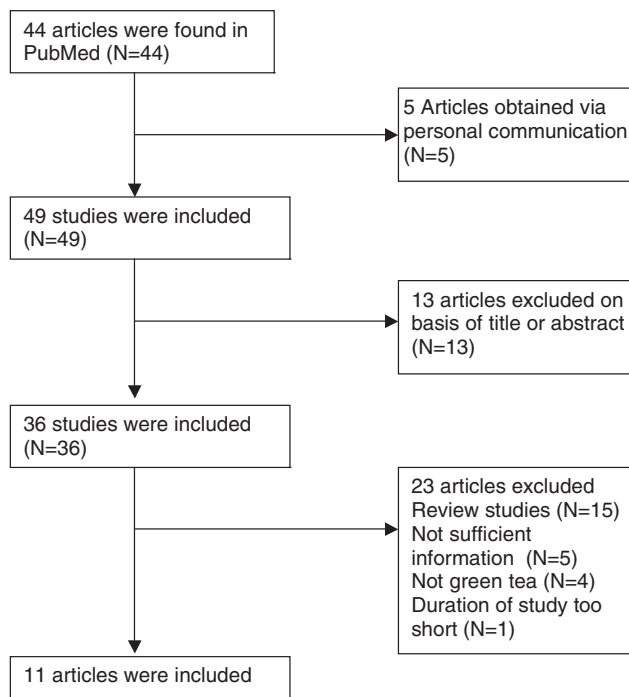 44 articles were found in
PubMed (N=44)
5 Articles obtained via
personal communication
(N=5)
49 studies were included
(N=49)
13 articles excluded on
basis of title or abstract
(N=13)
36 studies were included
(N=36)
23 articles excluded
Review studies (N=15)
Not sufficient
information (N=5)
Not green tea (N=4)
Duration of study too
short (N=1)
11 articles were included